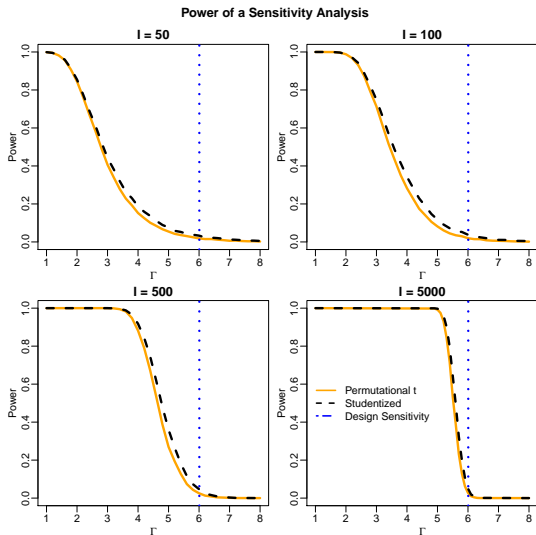 Power of a Sensitivity Analysis
I = 50
Power
0.0 0.2 0.4 0.6 0.8 1.0
1 2 3 4 5 6 7 8
Γ
I = 100
Power
0.0 0.2 0.4 0.6 0.8 1.0
1 2 3 4 5 6 7 8
Γ
I = 500
Power
0.0 0.2 0.4 0.6 0.8 1.0
1 2 3 4 5 6 7 8
Γ
I = 5000
Power
0.0 0.2 0.4 0.6 0.8 1.0
Permutational t
Studentized
Design Sensitivity
1 2 3 4 5 6 7 8
Γ